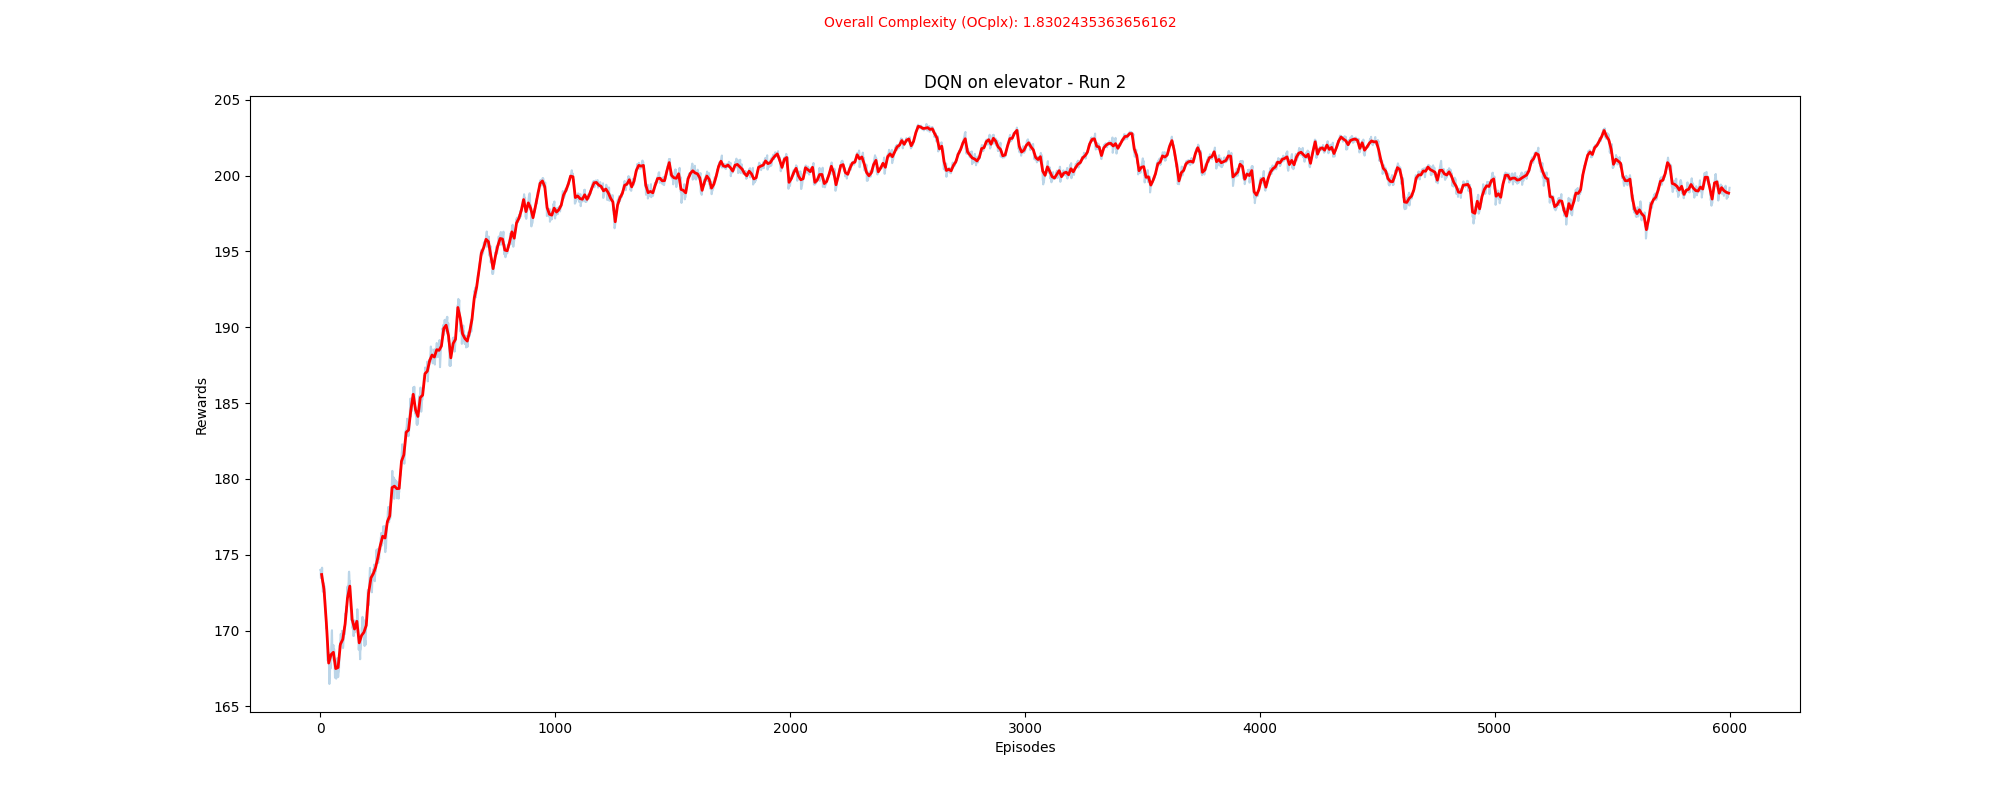 Overall Complexity (OCplx): 1.8302435363656162
DQN on elevator - Run 2
205
200
195
190
185
180
175
170
165
Rewards
0 1000 2000 3000 4000 5000 6000
Episodes